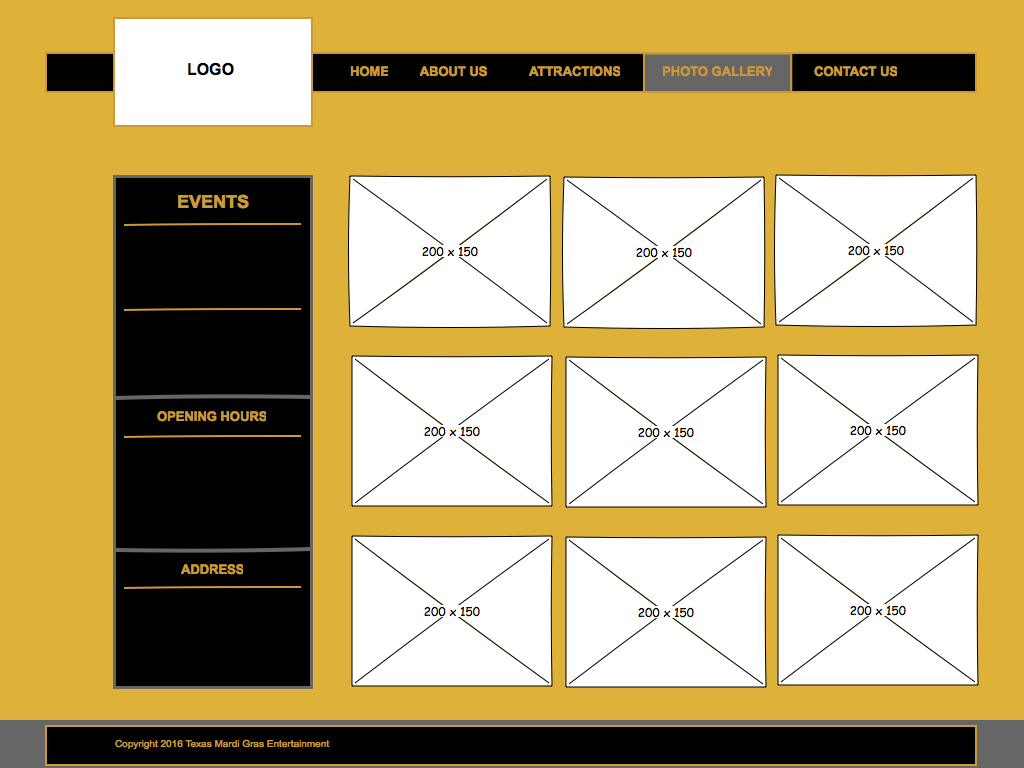 LOGO
HOME ABOUT US ATTRACTIONS PHOTO GALLERY CONTACT US
EVENTS
OPENING HOURS
ADDRESS
200 x 150 200 x 150 200 x 150
200 x 150 200 x 150 200 x 150
200 x 150 200 x 150 200 x 150
Copyright 2016 Texas Mardi Gras Entertainment